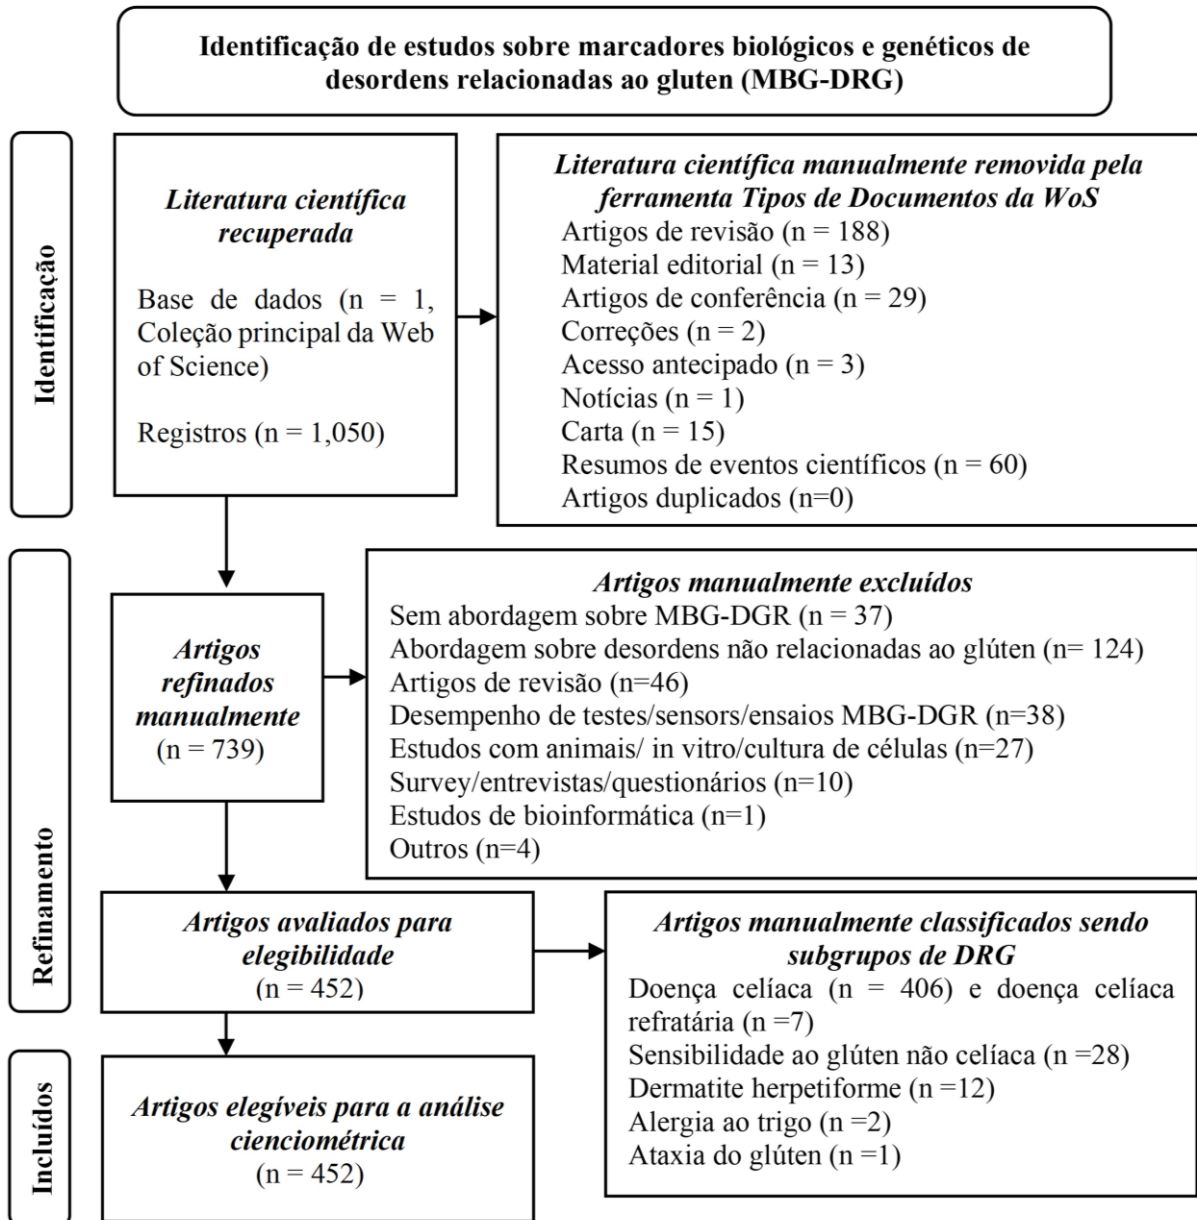 Identificação de estudos sobre marcadores biológicos e genéticos de
desordens relacionadas ao gluten (MBG-DRG)
Identificação
Literatura científica
recuperada
Base de dados (n = 1,
Coleção principal da Web
of Science)
Registros (n = 1,050)
Literatura científica manualmente removida pela
ferramenta Tipos de Documentos da WoS
Artigos de revisão (n = 188)
Material editorial (n = 13)
Artigos de conferência (n = 29)
Correções (n = 2)
Acesso antecipado (n = 3)
Notícias (n = 1)
Carta (n = 15)
Resumos de eventos científicos (n = 60)
Artigos duplicados (n=0)
Refinamento
Artigos
refinados
manualmente
(n = 739)
Artigos manualmente excluídos
Sem abordagem sobre MBG-DGR (n = 37)
Abordagem sobre desordens não relacionadas ao glúten (n= 124)
Artigos de revisão (n=46)
Desempenho de testes/sensors/ensaios MBG-DGR (n=38)
Estudos com animais/ in vitro/cultura de células (n=27)
Survey/entrevistas/questionários (n=10)
Estudos de bioinformática (n=1)
Outros (n=4)
Artigos avaliados para
elegibilidade
(n = 452)
Artigos manualmente classificados sendo
subgrupos de DRG
Doença celíaca (n = 406) e doença celíaca
refratária (n =7)
Sensibilidade ao glúten não celíaca (n =28)
Dermatite herpetiforme (n =12)
Alergia ao trigo (n =2)
Ataxia do glúten (n =1)
Incluídos
Artigos elegíveis para a análise
cienciométrica
(n = 452)